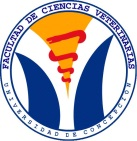 FACULTAD DE CIENCIAS VETERINARIAS
UNIVERSIDAD DE CONCEPCION